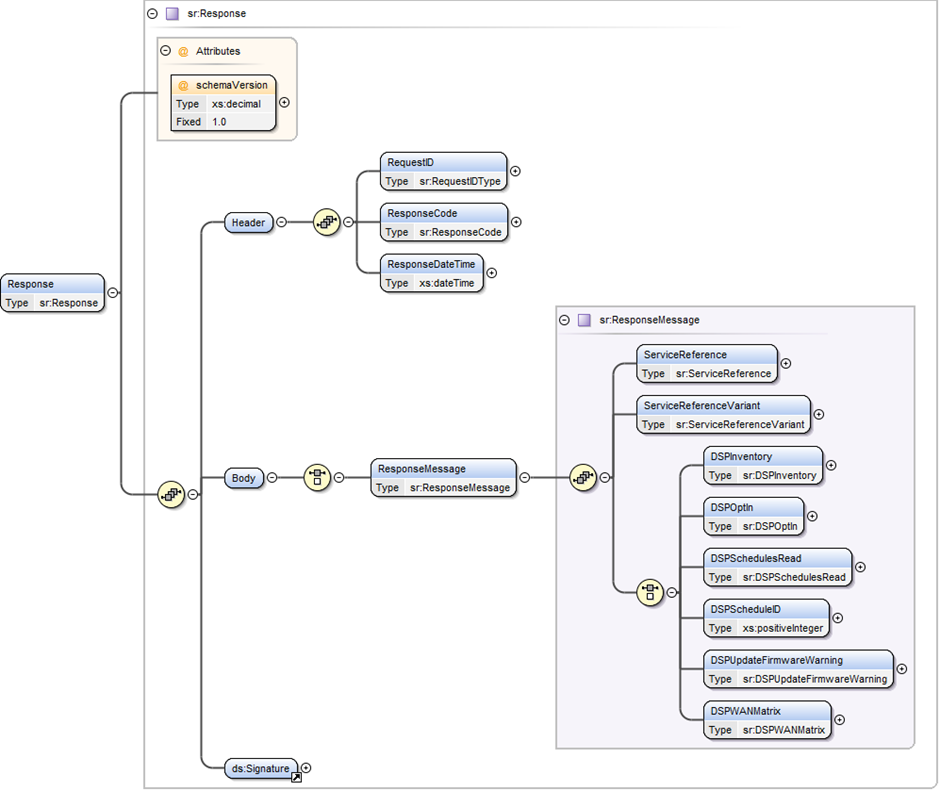 sr:Response
@ Attributes
@ schemaVersion
Type xs:decimal
Fixed 1.0
RequestID
Type sr:RequestIDType
Header
ResponseCode
Type sr:ResponseCode
ResponseDateTime
Type xs:dateTime
Response
Type sr:Response
sr:ResponseMessage
ServiceReference
Type sr:ServiceReference
ServiceReferenceVariant
Type sr:ServiceReferenceVariant
Body
ResponseMessage
Type sr:ResponseMessage
DSPInventory
Type sr:DSPInventory
DSPOptIn
Type sr:DSPOptIn
DSPSchedulesRead
Type sr:DSPSchedulesRead
DSPScheduleID
Type xs:positiveInteger
DSPUpdateFirmwareWarning
Type sr:DSPUpdateFirmwareWarning
DSPWANMatrix
Type sr:DSPWANMatrix
ds:Signature